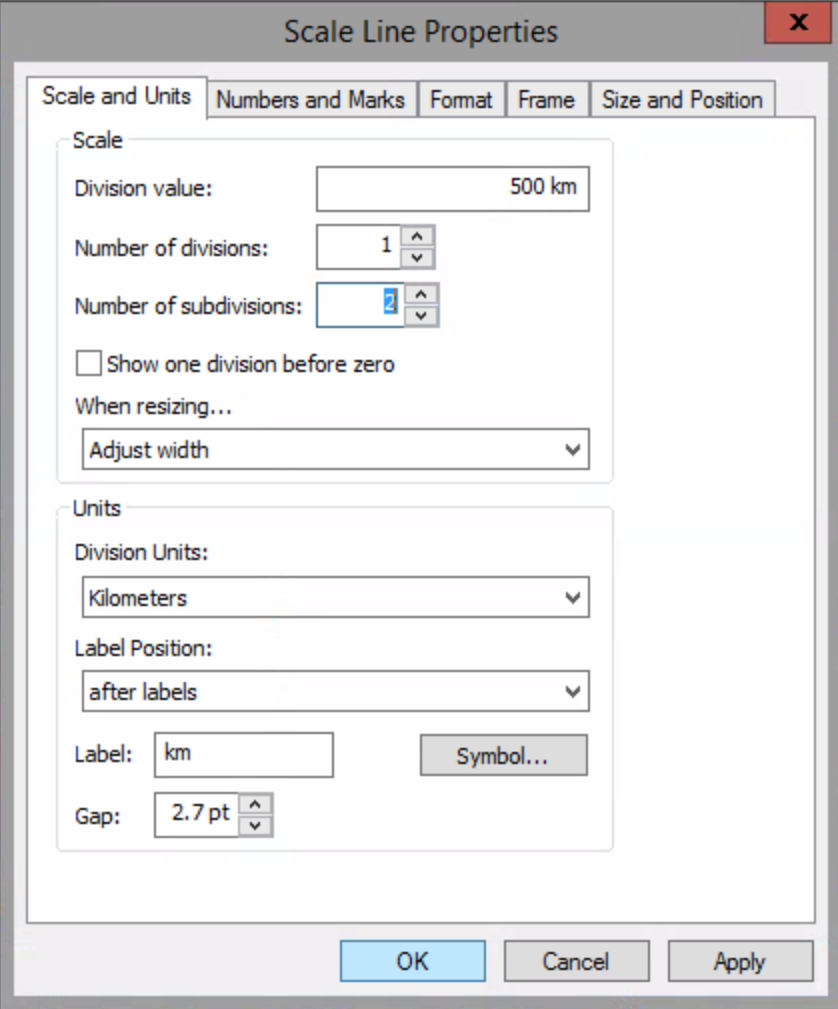 Scale Line Properties
x
Scale and Units Numbers and Marks Format Frame Size and Position
Scale
Division value: 500 km
Number of divisions: 1
Number of subdivisions: 2
Show one division before zero
When resizing...
Adjust width
Units
Division Units:
Kilometers
Label Position:
after labels
Label: km Symbol...
Gap: 2.7 pt
OK Cancel Apply